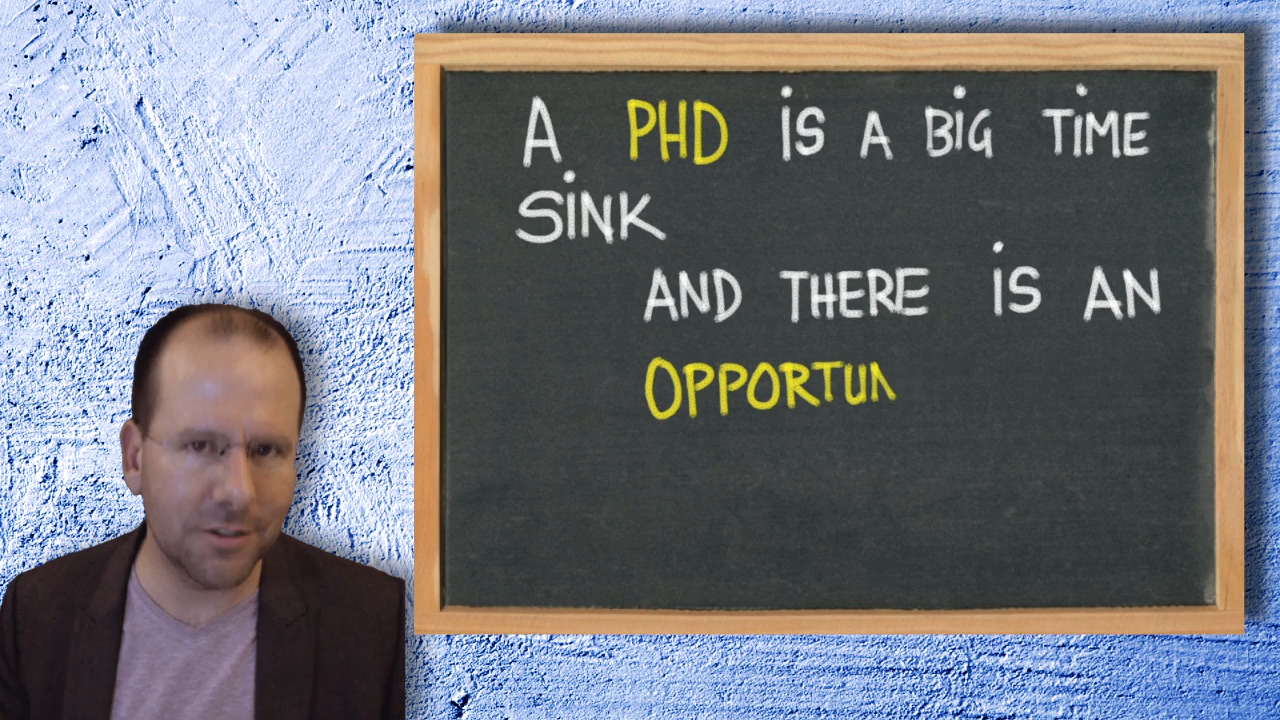 A PHD iS A BiG TiME
SiNK
AND THERE iS AN
OPPORTUN